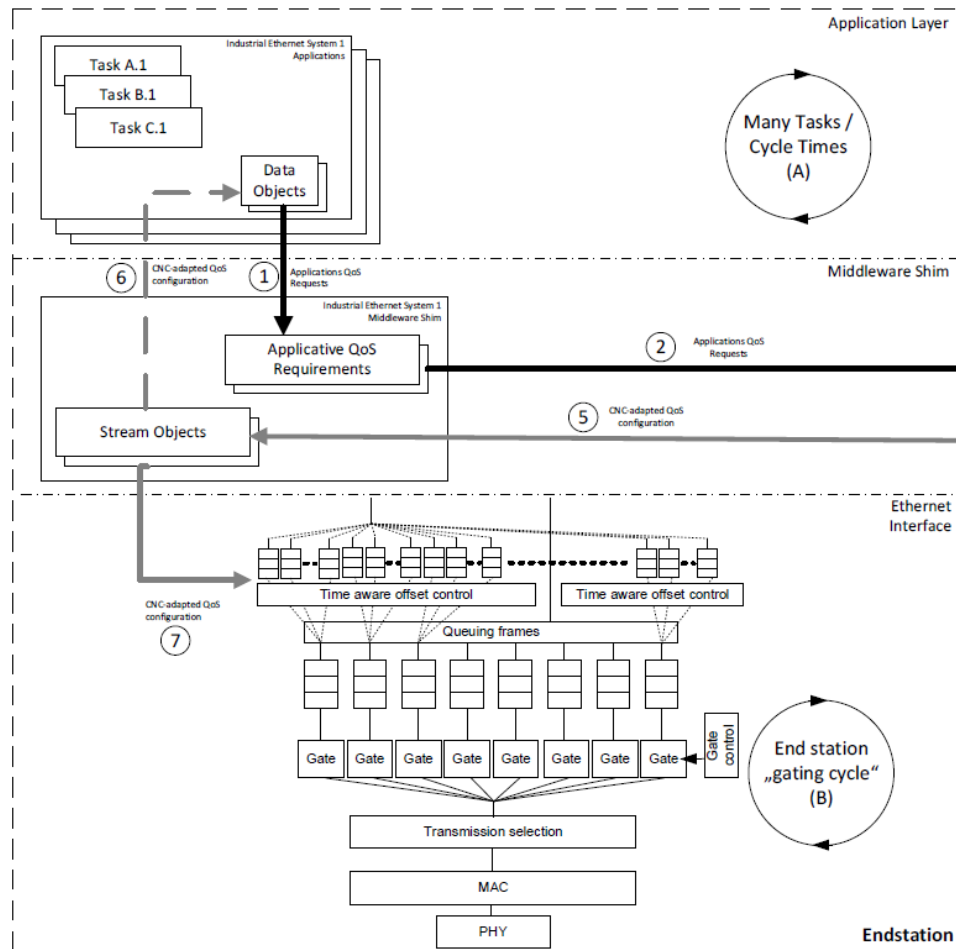 Application Layer
Industrial Ethernet System 1
Applications
Task A.1
Task B.1
Task C.1
Data
Objects
Many Tasks /
Cycle Times
(A)
6
CNC-adapted QoS
configuration
1
Applications QoS
Requests
Middleware Shim
Industrial Ethernet System 1
Middleware Shim
Applicative QoS
Requirements
2
Applications QoS
Requests
5
CNC-adapted QoS
configuration
Stream Objects
Ethernet
Interface
Time aware offset control
Time aware offset control
CNC-adapted QoS
configuration
7
Queuing frames
Gate
Gate
Gate
Gate
Gate
Gate
Gate
Gate
Gate
control
End station
„gating cycle“
(B)
Transmission selection
MAC
PHY
Endstation